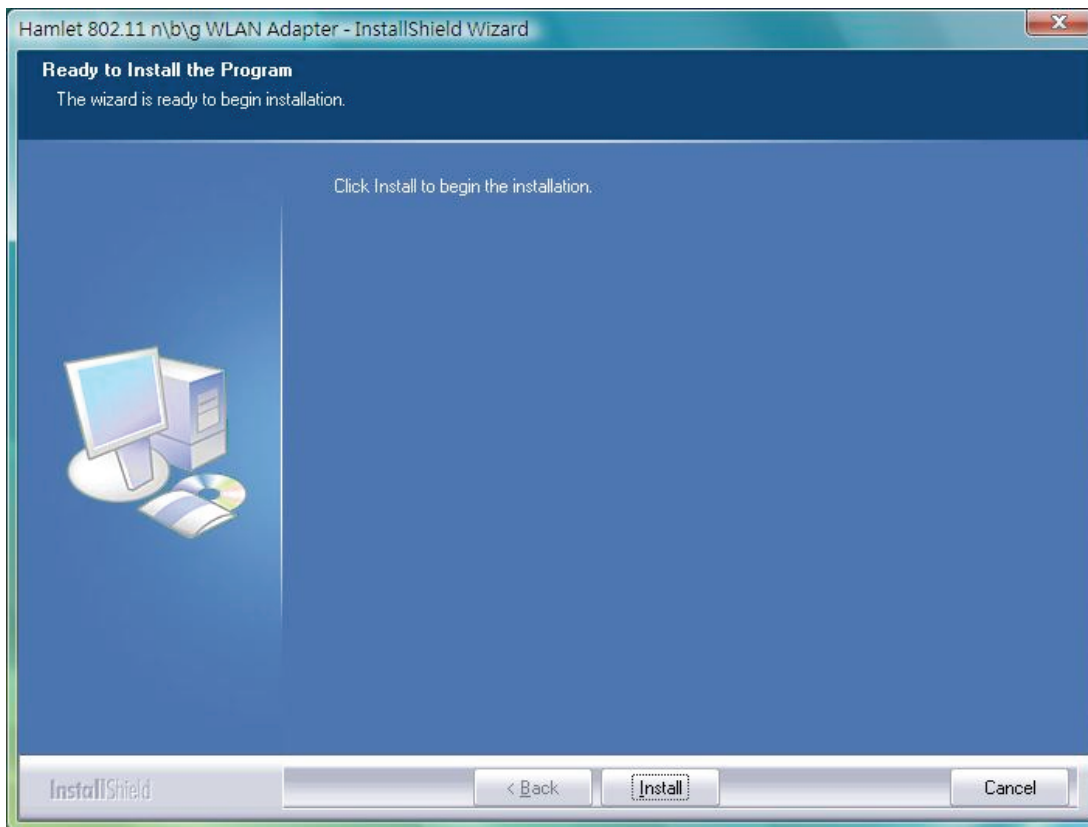 Hamlet 802.11 n\b\g WLAN Adapter - InstallShield Wizard
Ready to Install the Program
The wizard is ready to begin installation.
Click Install to begin the installation.
InstallShield
< Back
Install
Cancel